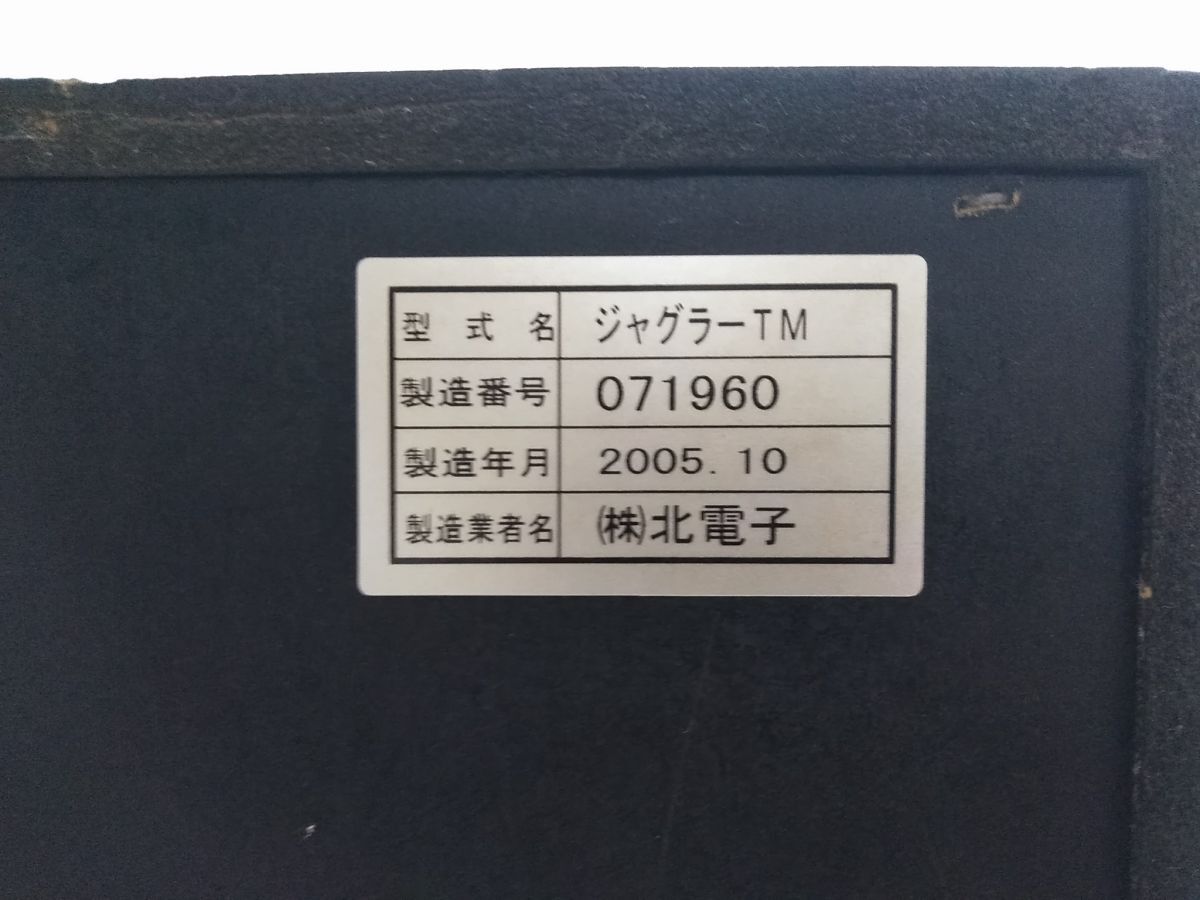 型 式 名 ジャグラーTM
製造番号 071960
製造年月 2005. 10
製造業者名 ㈱北電子